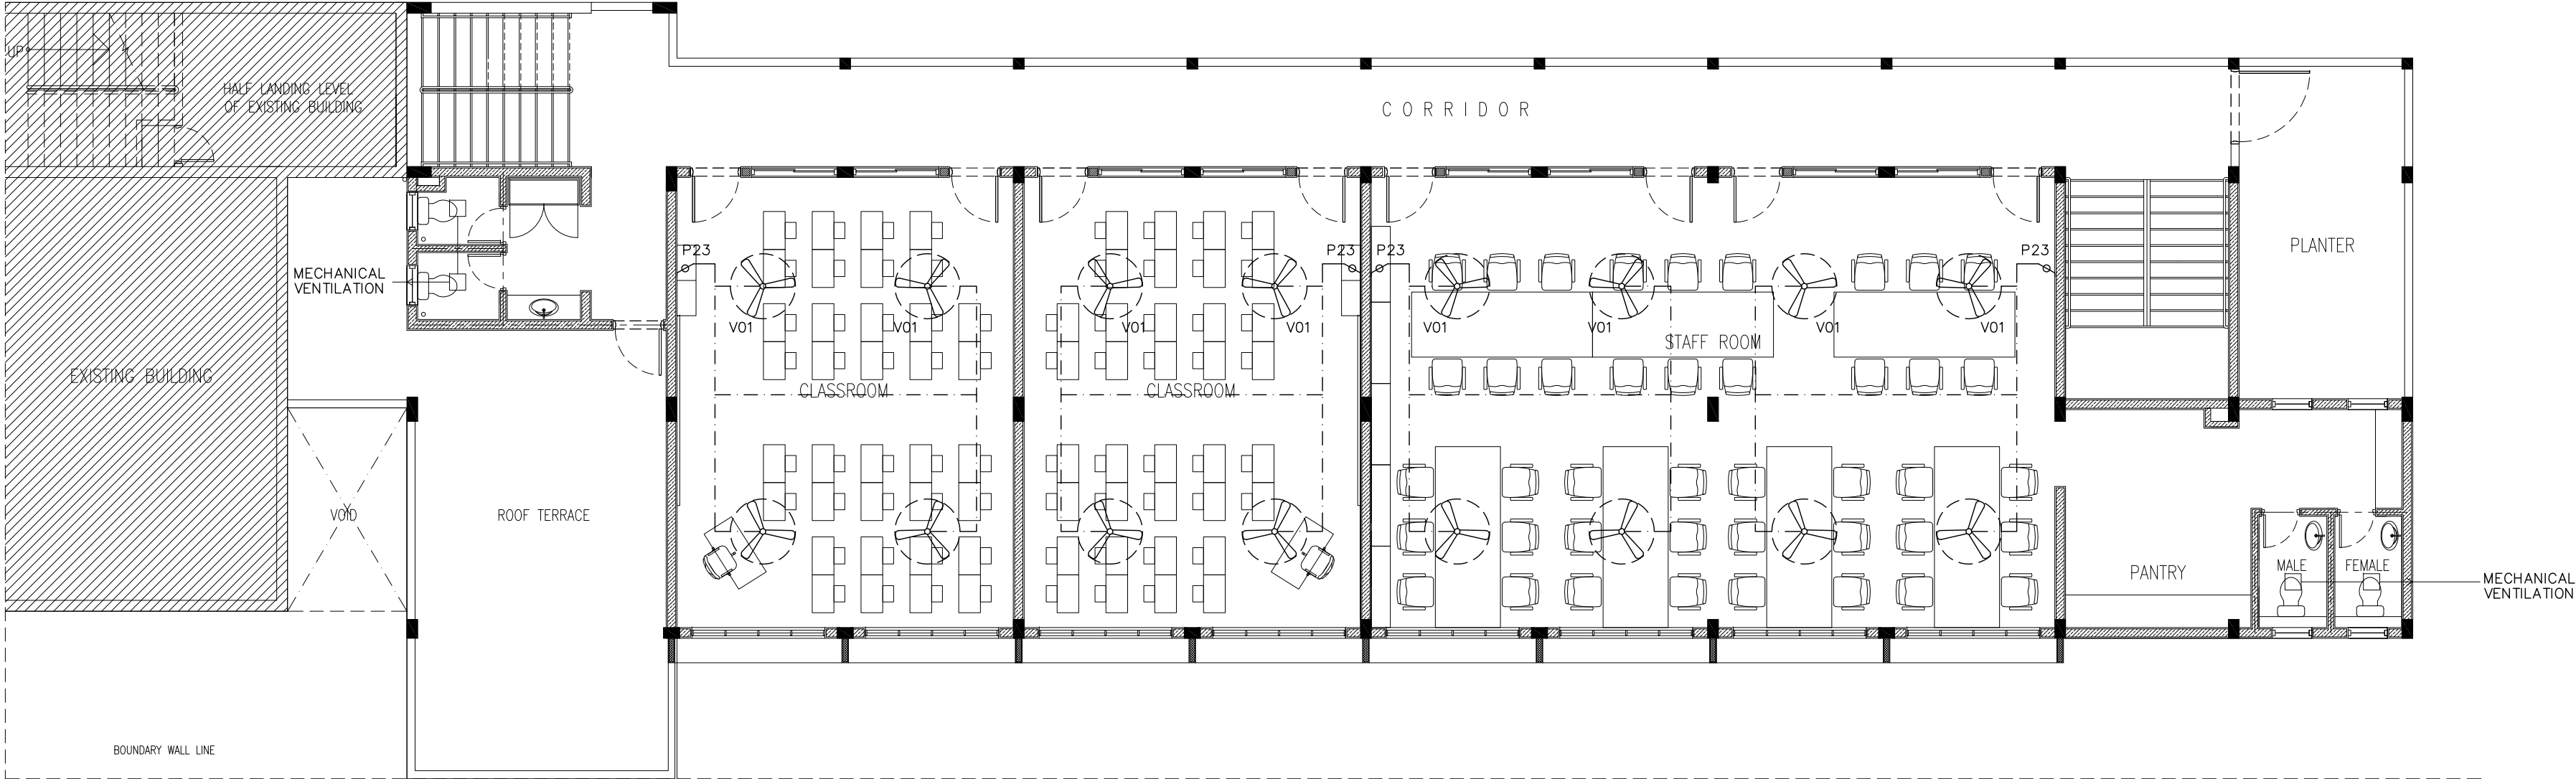 UP
HALF LANDING LEVEL
OF EXISTING BUILDING
CORRIDOR
PLANTER
P23
P23
P23
P23
MECHANICAL
VENTILATION
V01
V01
V01
V01
V01
V01
V01
V01
STAFF ROOM
EXISTING BUILDING
CLASSROOM
CLASSROOM
VOID
ROOF TERRACE
PANTRY
MALE
FEMALE
MECHANICAL
VENTILATION
BOUNDARY WALL LINE